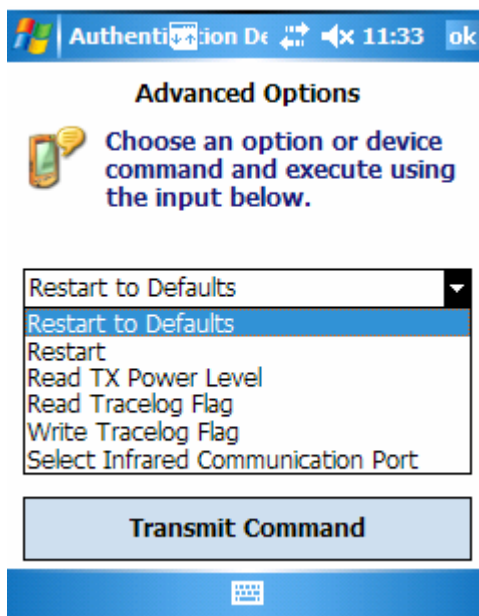 Authenti tion De 11:33 ok
Advanced Options
Choose an option or device
command and execute using
the input below.
Restart to Defaults
Restart to Defaults
Restart
Read TX Power Level
Read Tracelog Flag
Write Tracelog Flag
Select Infrared Communication Port
Transmit Command